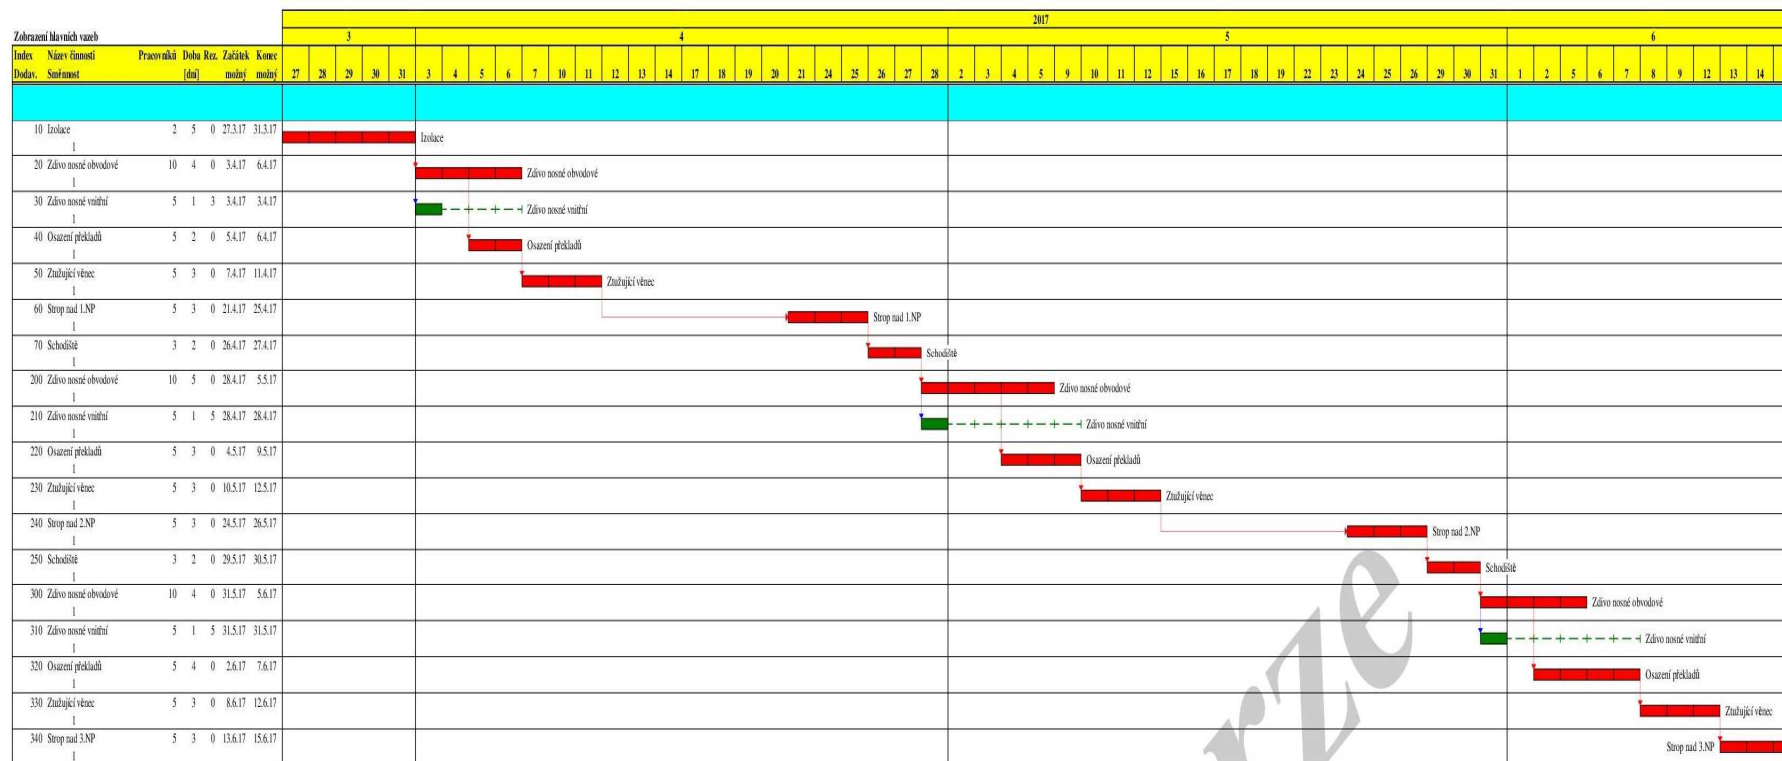 2017
Zobrazení hlavních vazeb 3 4 5 6
Index Název činnosti Pracovníků Doba Rez. Začátek Konec
Dodav. Směnnost [dní] možný možný 27 28 29 30 31 3 4 5 6 7 10 11 12 13 14 17 18 19 20 21 24 25 26 27 28 2 3 4 5 9 10 11 12 15 16 17 18 19 22 23 24 25 26 29 30 31 1 2 5 6 7 8 9 12 13 14
10 Izolace 2 5 0 27.3.17 31.3.17 Izolace
1
20 Zdivo nosné obvodové 10 4 0 3.4.17 6.4.17 Zdivo nosné obvodové
1
30 Zdivo nosné vnitřní 5 1 3 3.4.17 3.4.17 Zdivo nosné vnitřní
1
40 Osazení překladů 5 2 0 5.4.17 6.4.17 Osazení překladů
1
50 Ztužující věnec 5 3 0 7.4.17 11.4.17 Ztužující věnec
1
60 Strop nad 1.NP 5 3 0 21.4.17 25.4.17 Strop nad 1.NP
1
70 Schodiště 3 2 0 26.4.17 27.4.17 Schodiště
1
200 Zdivo nosné obvodové 10 5 0 28.4.17 5.5.17 Zdivo nosné obvodové
1
210 Zdivo nosné vnitřní 5 1 5 28.4.17 28.4.17 Zdivo nosné vnitřní
1
220 Osazení překladů 5 3 0 4.5.17 9.5.17 Osazení překladů
1
230 Ztužující věnec 5 3 0 10.5.17 12.5.17 Ztužující věnec
1
240 Strop nad 2.NP 5 3 0 24.5.17 26.5.17 Strop nad 2.NP
1
250 Schodiště 3 2 0 29.5.17 30.5.17 Schodiště
1
300 Zdivo nosné obvodové 10 4 0 31.5.17 5.6.17 Zdivo nosné obvodové
1
310 Zdivo nosné vnitřní 5 1 5 31.5.17 31.5.17 Zdivo nosné vnitřní
1
320 Osazení překladů 5 4 0 2.6.17 7.6.17 Osazení překladů
1
330 Ztužující věnec 5 3 0 8.6.17 12.6.17 Ztužující věnec
1
340 Strop nad 3.NP 5 3 0 13.6.17 15.6.17 Strop nad 3.NP
1
rze